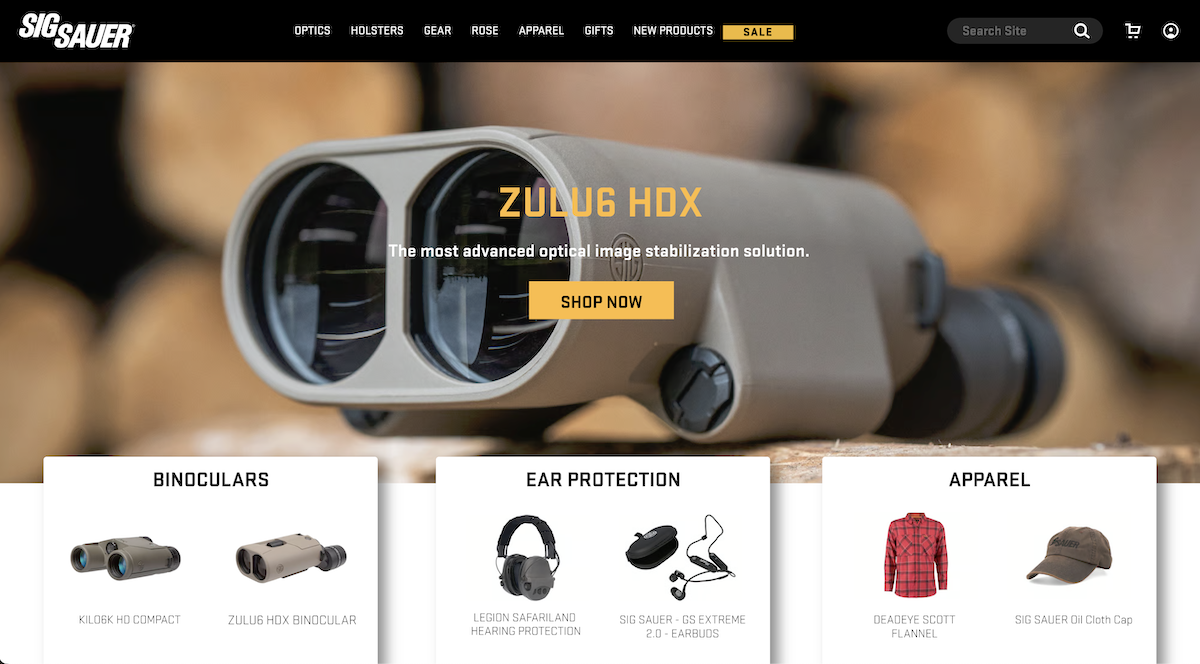 SIG SAUER
OPTICS HOLSTERS GEAR ROSE APPAREL GIFTS NEW PRODUCTS SALE
Search Site
ZULU6 HDX
The most advanced optical image stabilization solution.
SHOP NOW
BINOCULARS
KILO6K HD COMPACT
ZULU6 HDX BINOCULAR
EAR PROTECTION
LEGION SAFARILAND
HEARING PROTECTION
SIG SAUER - GS EXTREME
2.0 - EARBUDS
APPAREL
DEADEYE SCOTT
FLANNEL
SIG SAUER Oil Cloth Cap